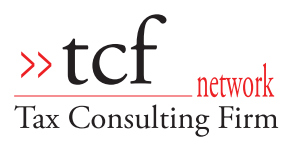 >> tcf
network
Tax Consulting Firm